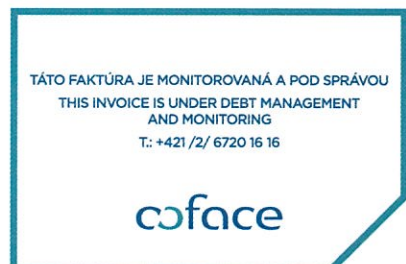 TÁTO FAKTÚRA JE MONITOROVANÁ A POD SPRÁVOU
THIS INVOICE IS UNDER DEBT MANAGEMENT
AND MONITORING
T.: +421 /2/ 6720 16 16
coface